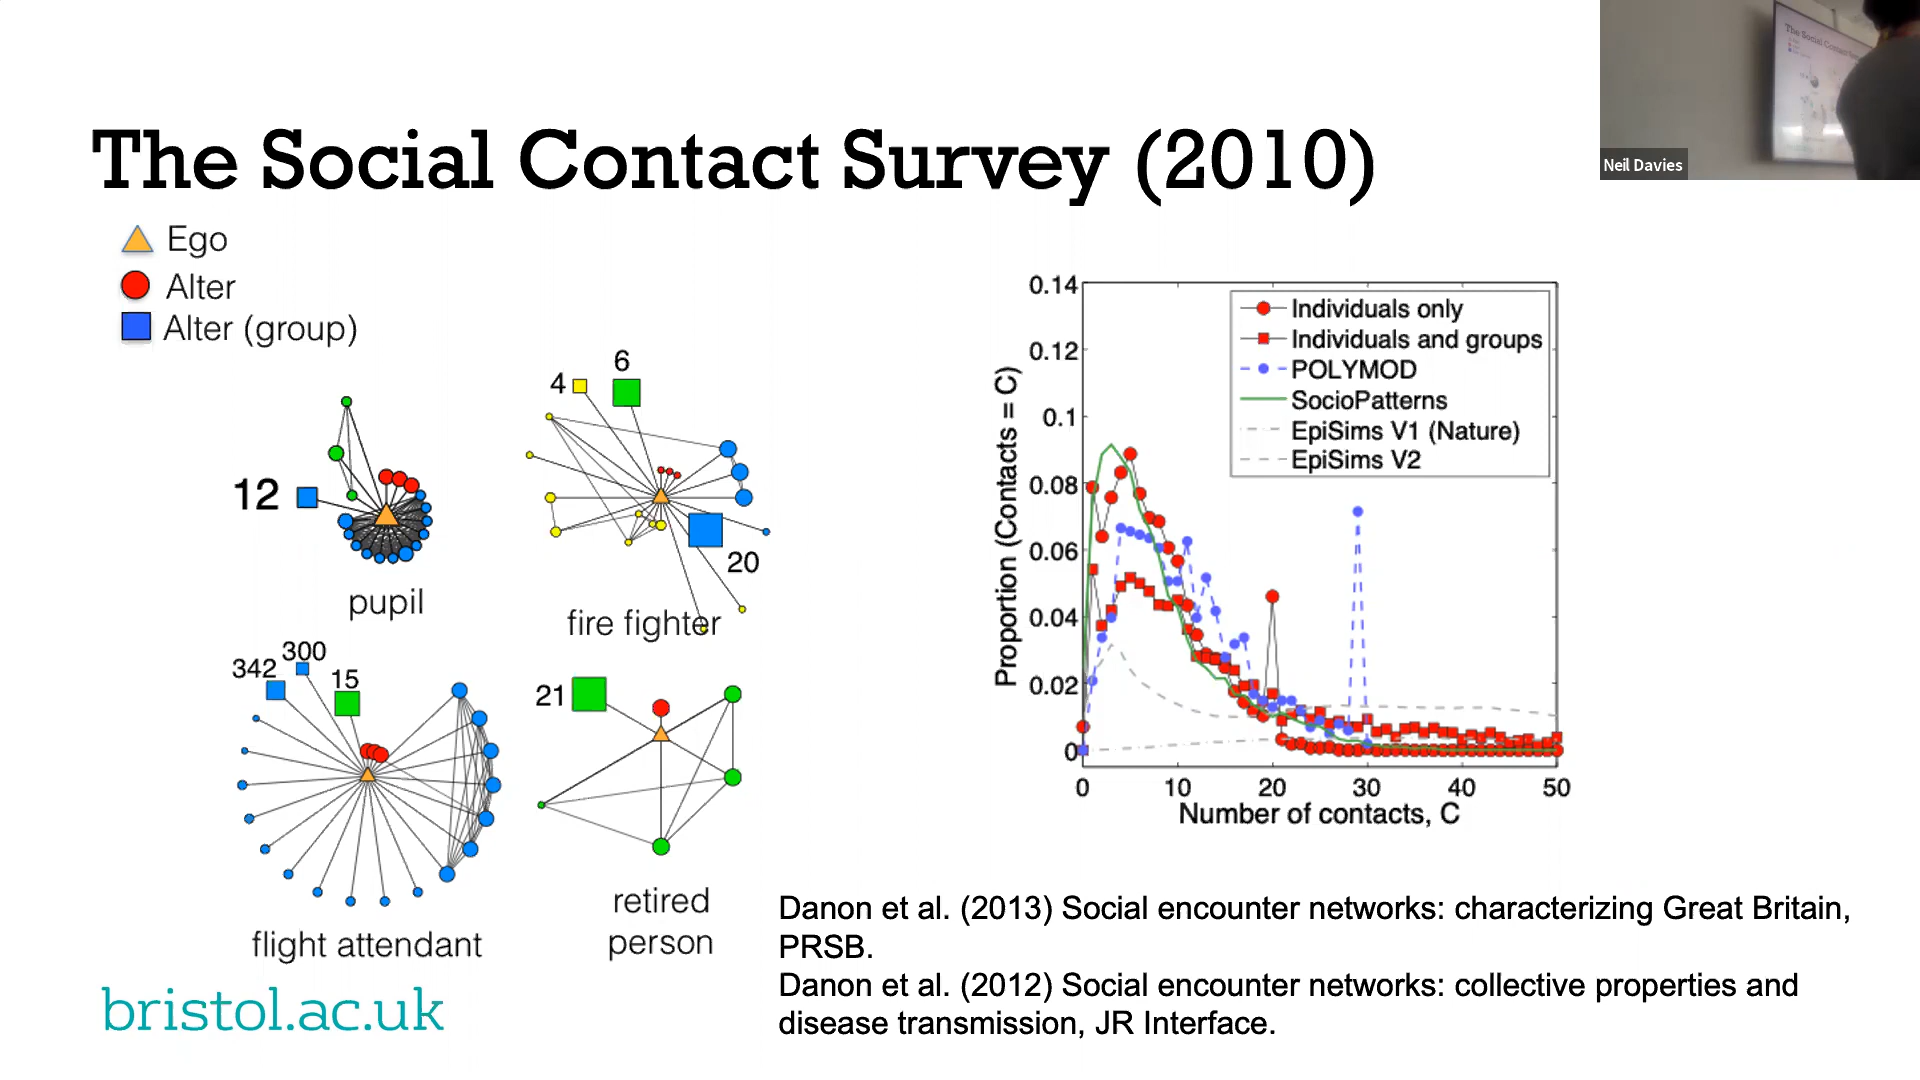 The Social Contact Survey (2010)
Neil Davies
Ego
Alter
Alter (group)
12
pupil
4
6
20
fire fighter
342
300
15
flight attendant
21
retired
person
0.14
0.12
0.1
0.08
0.06
0.04
0.02
0
Proportion (Contacts = C)
Individuals only
Individuals and groups
POLYMOD
SocioPatterns
EpiSims V1 (Nature)
EpiSims V2
0 10 20 30 40 50
Number of contacts, C
Danon et al. (2013) Social encounter networks: characterizing Great Britain,
PRSB.
Danon et al. (2012) Social encounter networks: collective properties and
disease transmission, JR Interface.
bristol.ac.uk